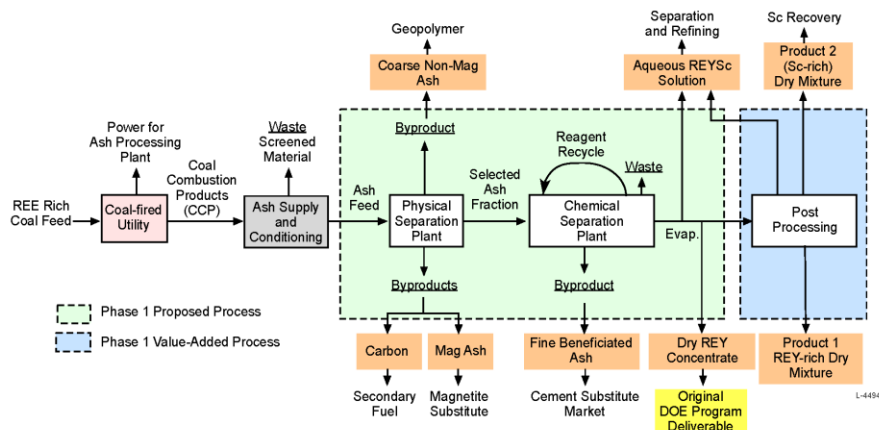 Geopolymer
Coarse Non-Mag
Ash
Separation
and Refining
Aqueous REYSc
Solution
Sc Recovery
Product 2
(Sc-rich)
Dry Mixture
Power for
Ash Processing
Plant
Waste
Screened
Material
Byproduct
Reagent
Recycle
Waste
REE Rich
Coal Feed
Coal-fired
Utility
Coal
Combustion
Products
(CCP)
Ash Supply
and
Conditioning
Ash
Feed
Physical
Separation
Plant
Selected
Ash
Fraction
Chemical
Separation
Plant
Evap.
Post
Processing
Byproducts
Byproduct
Phase 1 Proposed Process
Phase 1 Value-Added Process
Carbon
Mag Ash
Fine Beneficiated
Ash
Dry REY
Concentrate
Product 1
REY-rich Dry
Mixture
Secondary
Fuel
Magnetite
Substitute
Cement Substitute
Market
Original
DOE Program
Deliverable
L-4494